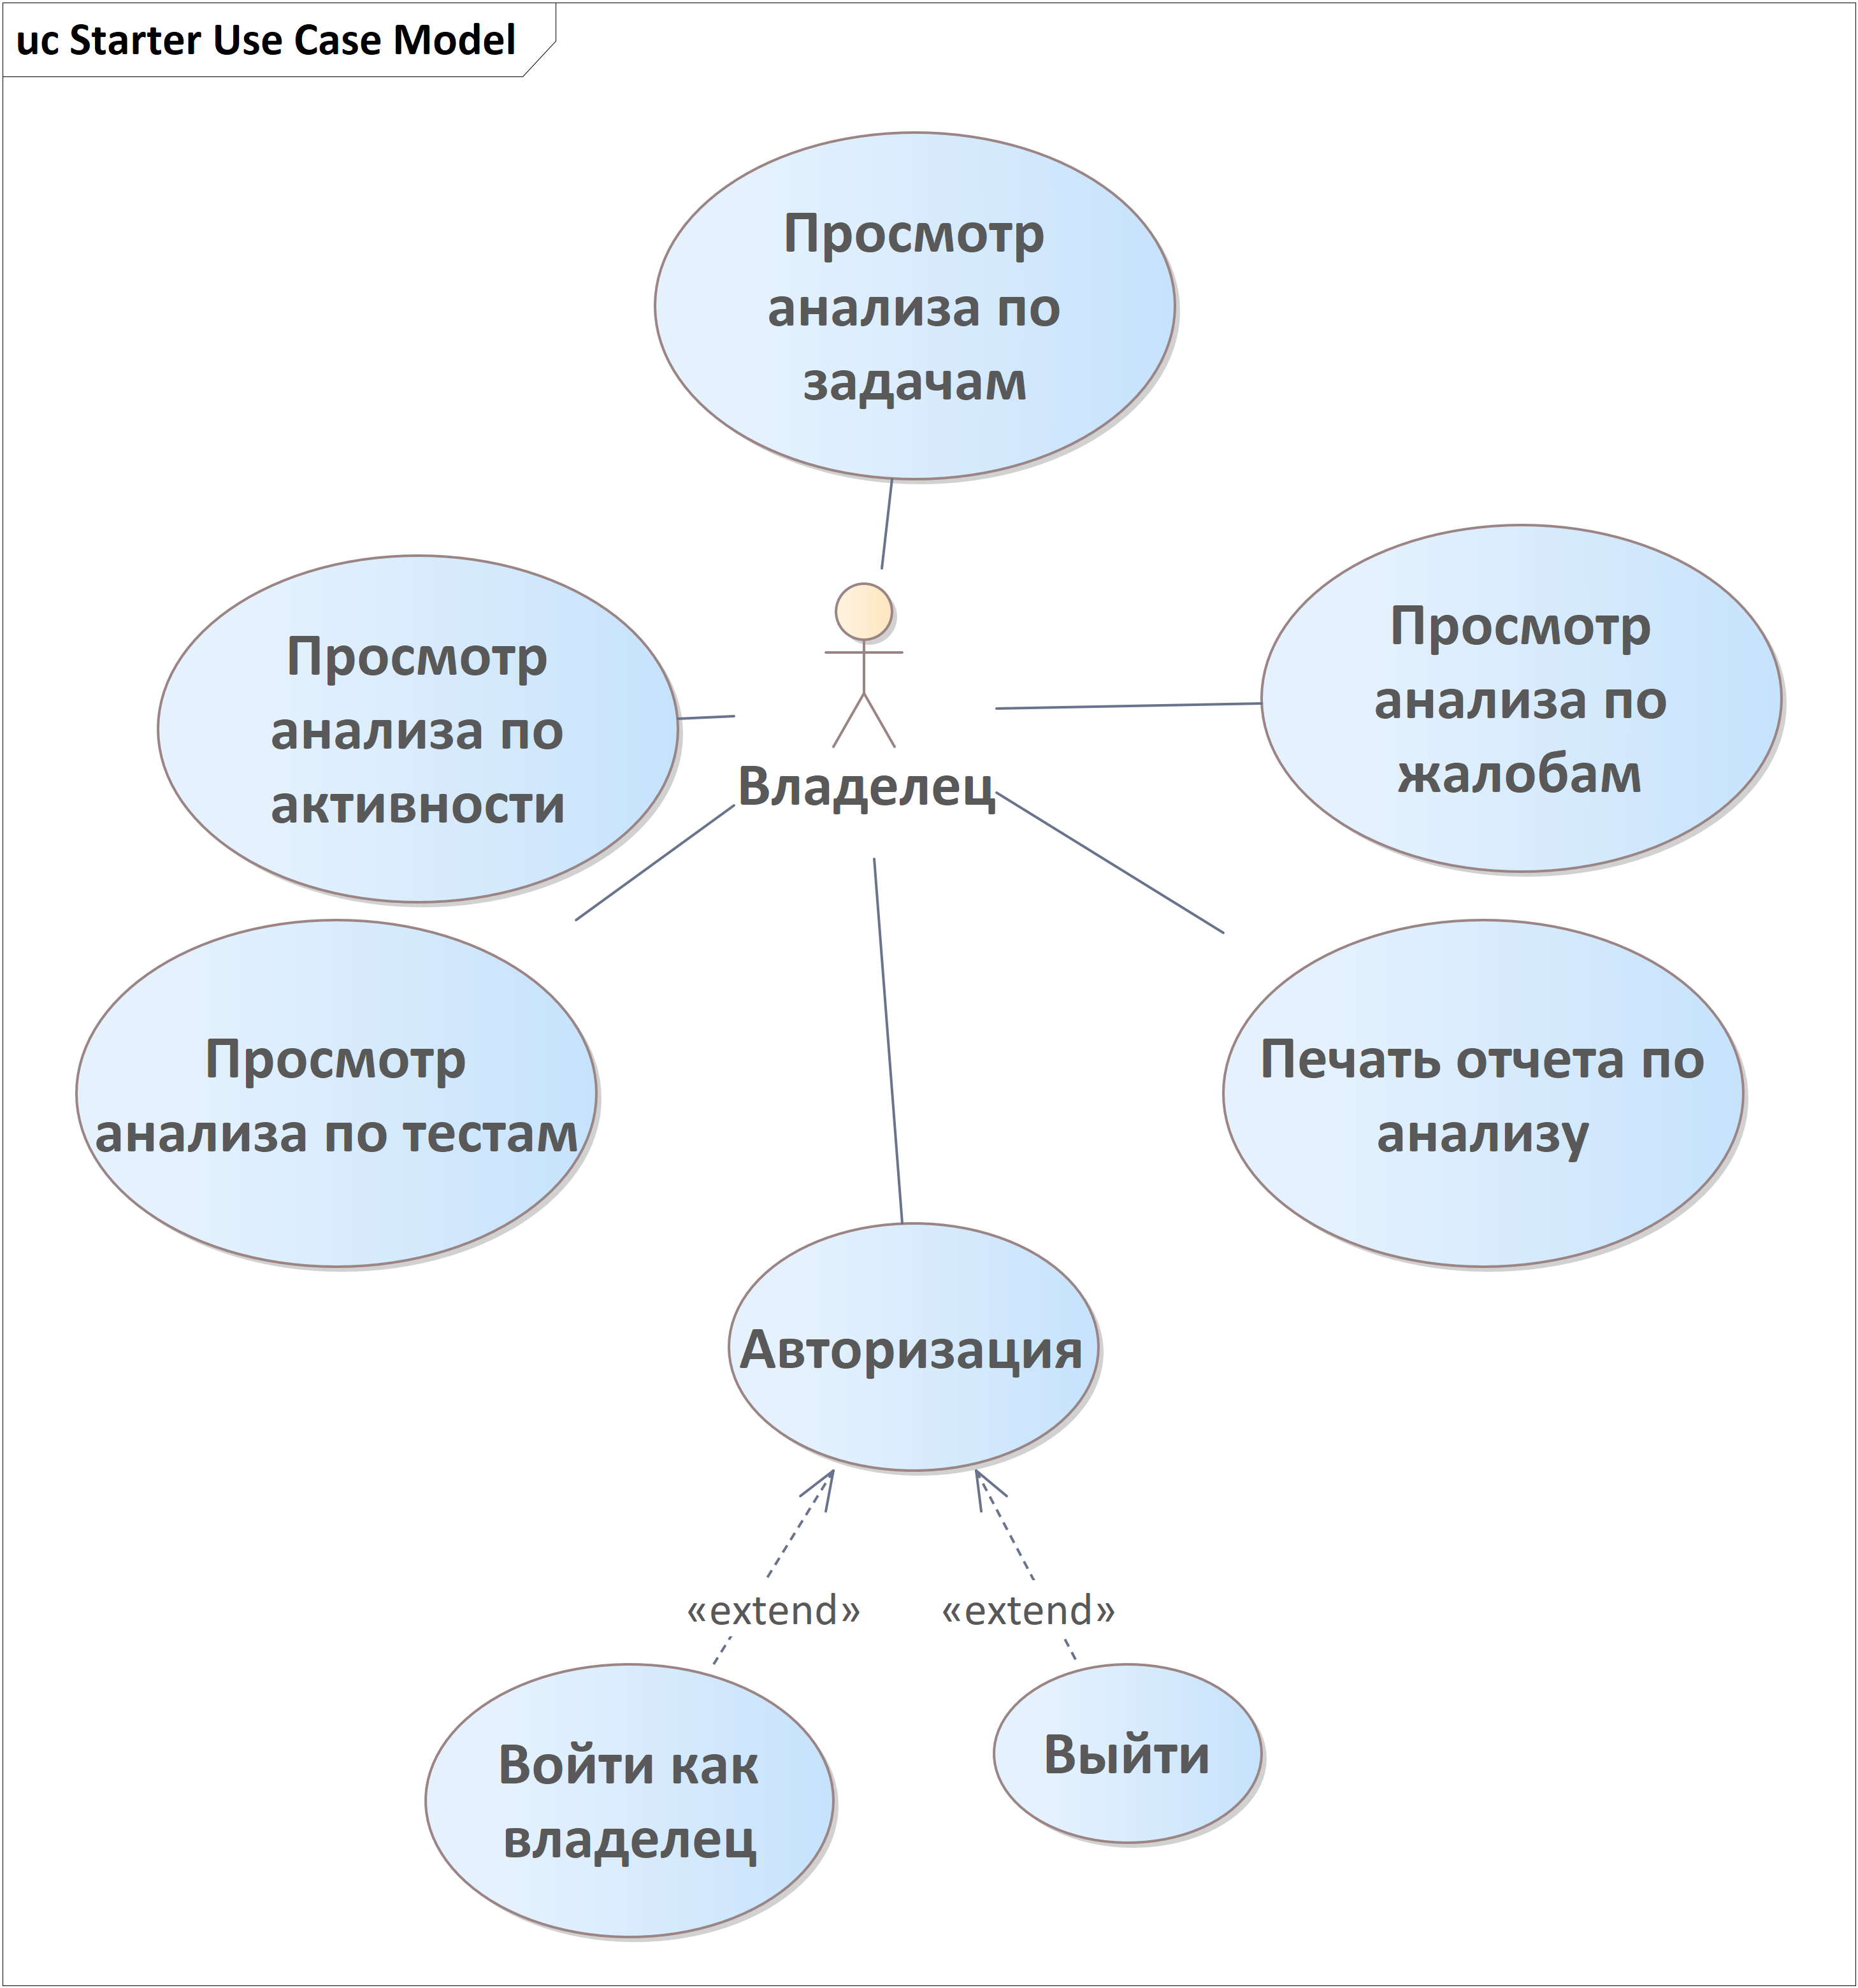 uc Starter Use Case Model
Просмотр
анализа по
задачам
Просмотр
анализа по
активности
Владелец
Просмотр
анализа по
жалобам
Просмотр
анализа по тестам
Печать отчета по
анализу
Авторизация
«extend»
«extend»
Войти как
владелец
Выйти